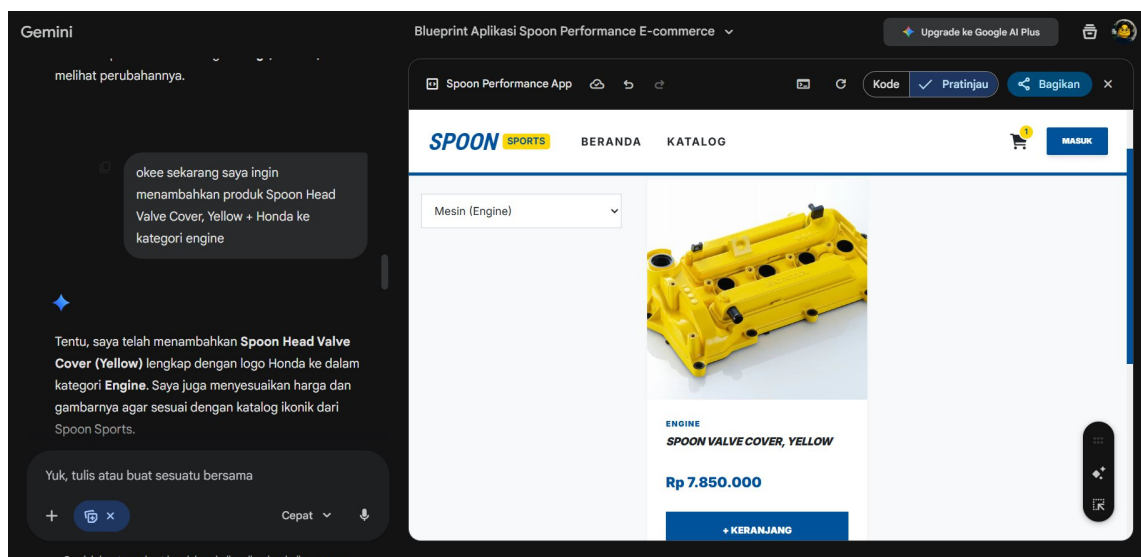 Gemini
Blueprint Aplikasi Spoon Performance E-commerce
Upgrade ke Google AI Plus
melihat perubahannya.
okee sekarang saya ingin
menambahkan produk Spoon Head
Valve Cover, Yellow + Honda ke
kategori engine
Tentu, saya telah menambahkan Spoon Head Valve
Cover (Yellow) lengkap dengan logo Honda ke dalam
kategori Engine. Saya juga menyesuaikan harga dan
gambarnya agar sesuai dengan katalog ikonik dari
Spoon Sports.
Yuk, tulis atau buat sesuatu bersama
Cepat
Spoon Performance App
Kode
Pratinjau
Bagikan
SPOON SPORTS
BERANDA
KATALOG
1
MASUK
Mesin (Engine)
ENGINE
SPOON VALVE COVER, YELLOW
Rp 7.850.000
+ KERANJANG